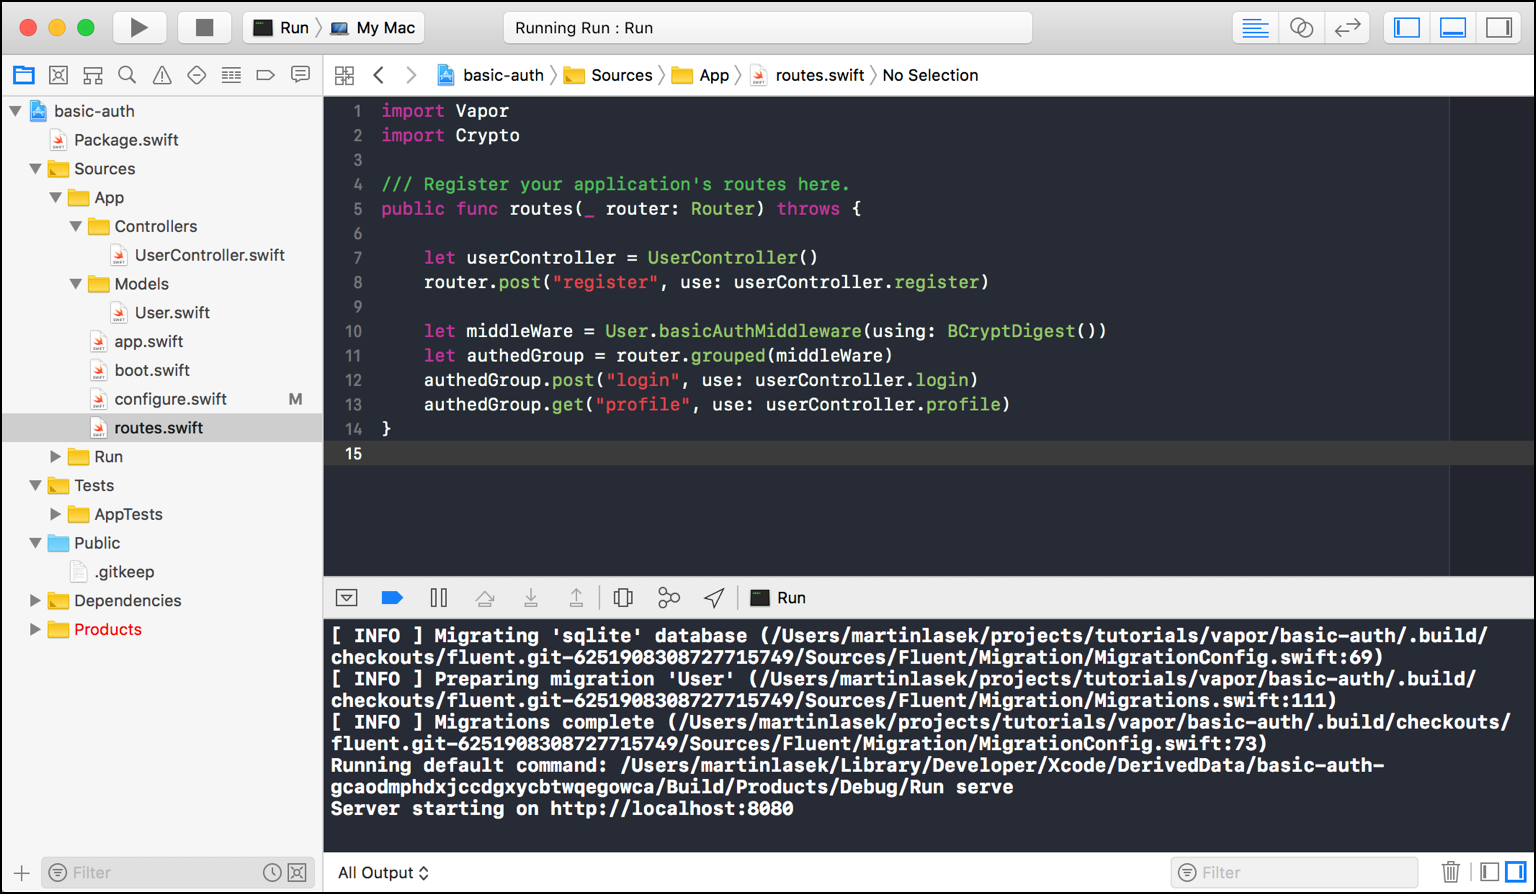 Run
My Mac
Running Run : Run
basic-auth
Sources
App
routes.swift
No Selection
basic-auth
Package.swift
Sources
App
Controllers
UserController.swift
Models
User.swift
app.swift
boot.swift
configure.swift M
routes.swift
Run
Tests
AppTests
Public
.gitkeep
Dependencies
Products
Filter
1 import Vapor
2 import Crypto
3
4 /// Register your application's routes here.
5 public func routes(_ router: Router) throws {
6
7 let userController = UserController()
8 router.post("register", use: userController.register)
9
10 let middleWare = User.basicAuthMiddleware(using: BCryptDigest())
11 let authedGroup = router.grouped(middleWare)
12 authedGroup.post("login", use: userController.login)
13 authedGroup.get("profile", use: userController.profile)
14 }
15
Run
[ INFO ] Migrating 'sqlite' database (/Users/martinlasek/projects/tutorials/vapor/basic-auth/.build/
checkouts/fluent.git-6251908308727715749/Sources/Fluent/Migration/MigrationConfig.swift:69)
[ INFO ] Preparing migration 'User' (/Users/martinlasek/projects/tutorials/vapor/basic-auth/.build/
checkouts/fluent.git-6251908308727715749/Sources/Fluent/Migration/Migrations.swift:111)
[ INFO ] Migrations complete (/Users/martinlasek/projects/tutorials/vapor/basic-auth/.build/checkouts/
fluent.git-6251908308727715749/Sources/Fluent/Migration/MigrationConfig.swift:73)
Running default command: /Users/martinlasek/Library/Developer/Xcode/DerivedData/basic-auth-
gcaodmphdxjccdgxycbtwqegowca/Build/Products/Debug/Run serve
Server starting on http://localhost:8080
All Output
Filter